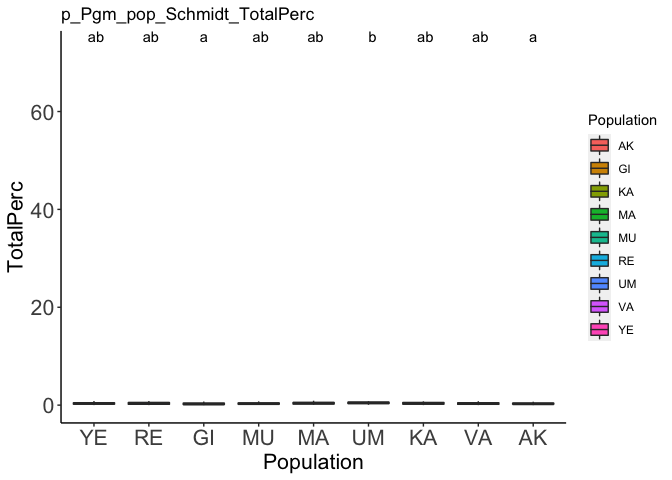 p_Pgm_pop_Schmidt_TotalPerc
ab ab a ab ab b ab ab a
60
40
20
0
TotalPerc
YE RE GI MU MA UM KA VA AK
Population
Population
AK
GI
KA
MA
MU
RE
UM
VA
YE